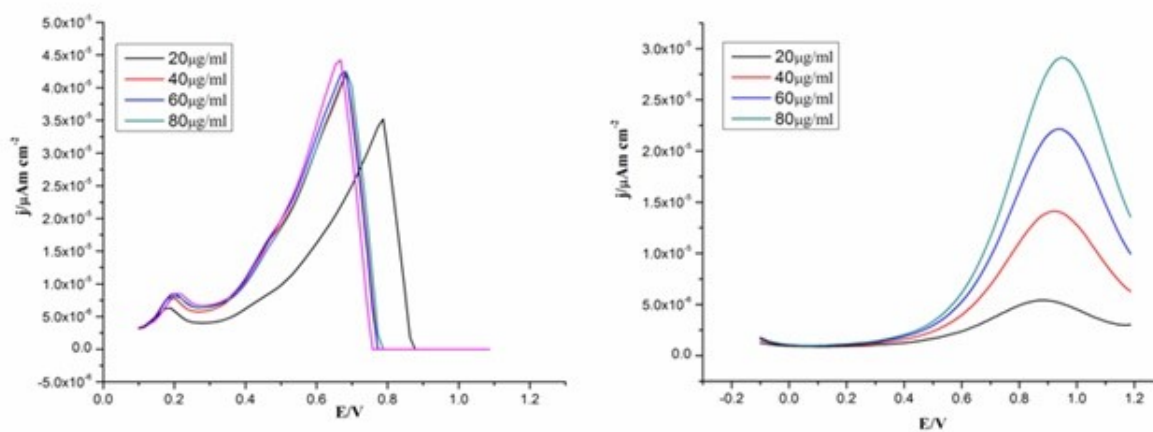 5.0x10⁻⁵
4.5x10⁻⁵
4.0x10⁻⁵
3.5x10⁻⁵
3.0x10⁻⁵
2.5x10⁻⁵
2.0x10⁻⁵
1.5x10⁻⁵
1.0x10⁻⁵
5.0x10⁻⁶
0.0
-5.0x10⁻⁶
j/μAm cm⁻²
20μg/ml
40μg/ml
60μg/ml
80μg/ml
0.0 0.2 0.4 0.6 0.8 1.0 1.2
E/V
3.0x10⁻⁵
2.5x10⁻⁵
2.0x10⁻⁵
1.5x10⁻⁵
1.0x10⁻⁵
5.0x10⁻⁶
0.0
j/μAm cm⁻²
20μg/ml
40μg/ml
60μg/ml
80μg/ml
-0.2 0.0 0.2 0.4 0.6 0.8 1.0 1.2
E/V